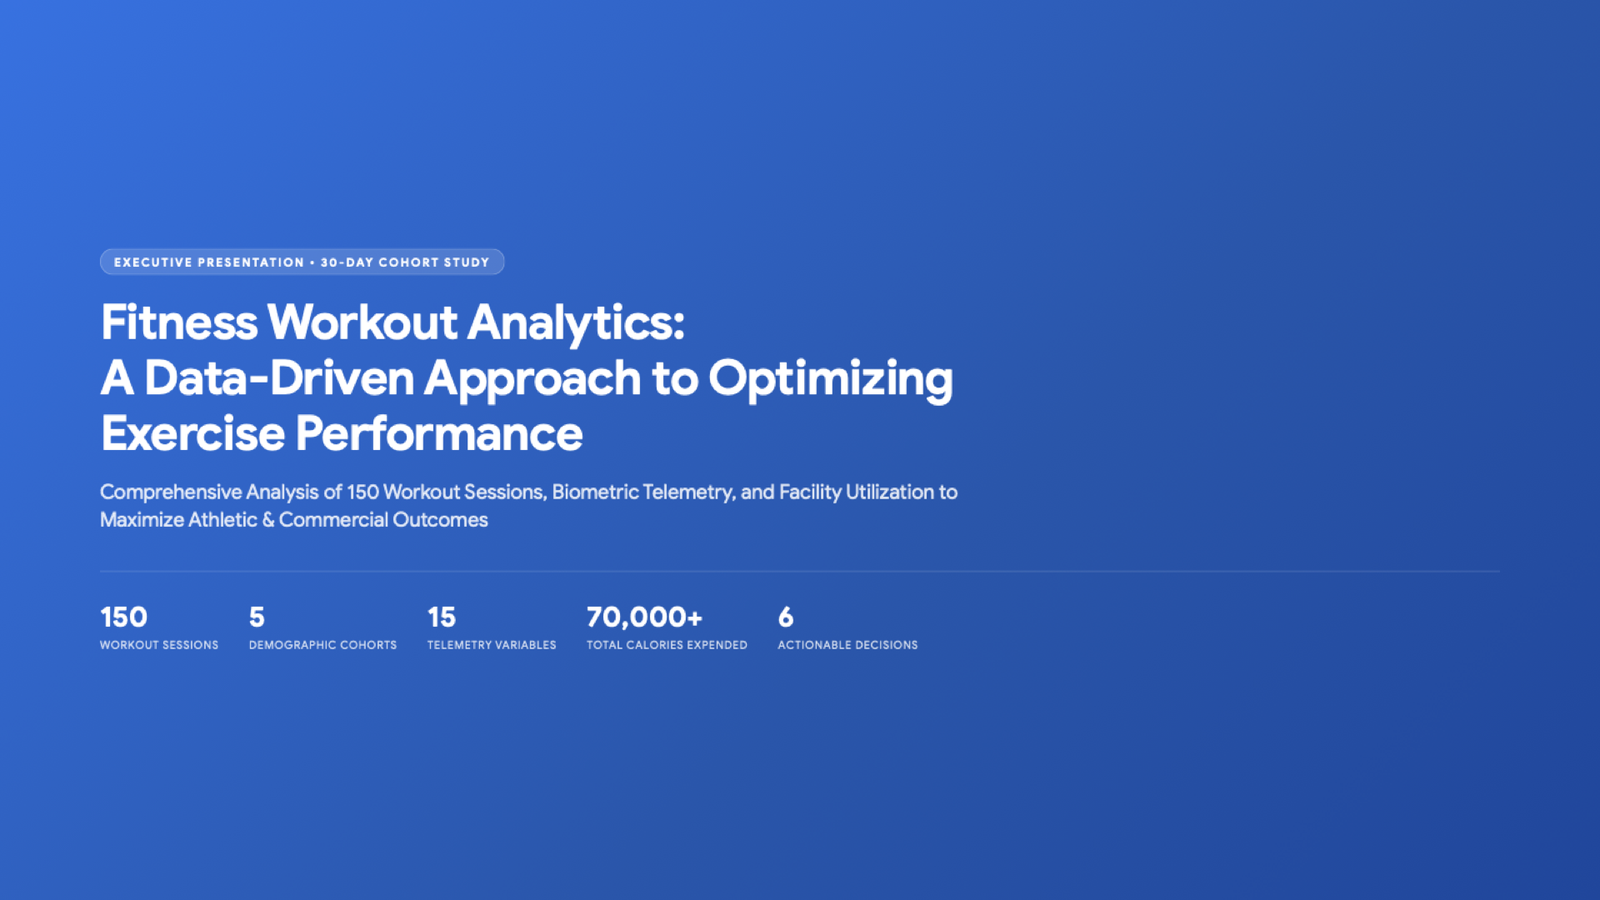 EXECUTIVE PRESENTATION • 30-DAY COHORT STUDY
Fitness Workout Analytics:
A Data-Driven Approach to Optimizing
Exercise Performance
Comprehensive Analysis of 150 Workout Sessions, Biometric Telemetry, and Facility Utilization to
Maximize Athletic & Commercial Outcomes
150
WORKOUT SESSIONS
5
DEMOGRAPHIC COHORTS
15
TELEMETRY VARIABLES
70,000+
TOTAL CALORIES EXPENDED
6
ACTIONABLE DECISIONS